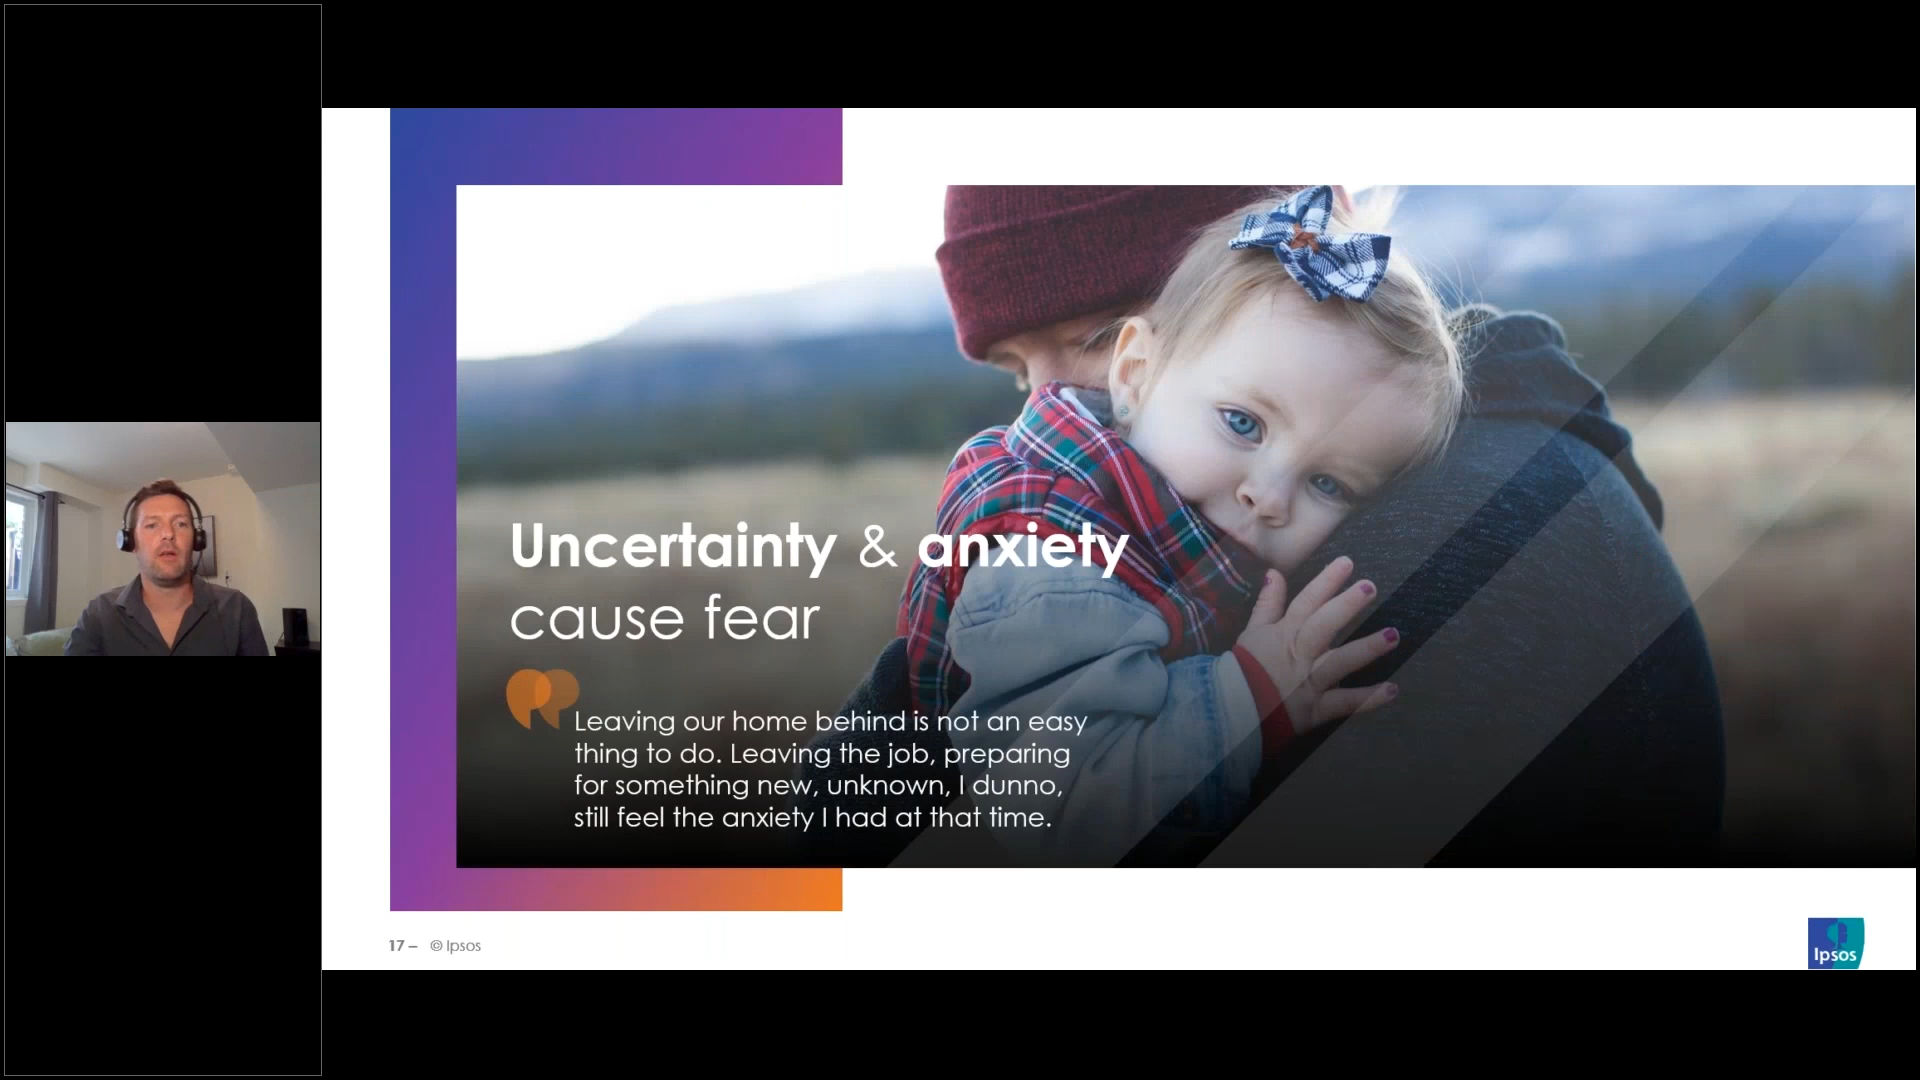 Uncertainty & anxiety
cause fear
Leaving our home behind is not an easy
thing to do. Leaving the job, preparing
for something new, unknown, I dunno,
still feel the anxiety I had at that time.
17 – © Ipsos
Ipsos